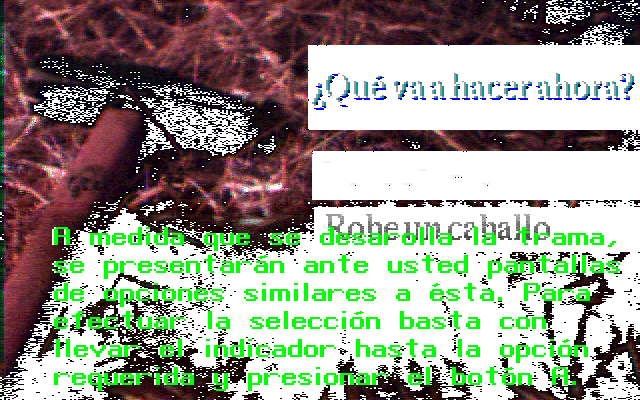 ¿Qué va a hacer ahora?
Robe un caballo
A medida que se desarolla la trama,
se presentarán ante usted pantallas
de opciones similares a ésta. Para
efectuar la selección basta con
llevar el indicador hasta la opción
requerida y presionar el botón A.